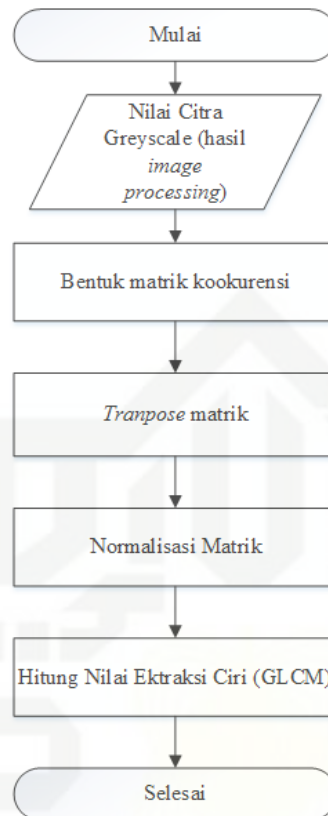 Mulai
Nilai Citra
Greyscale (hasil
image
processing)
Bentuk matrik kookurensi
Tranpose matrik
Normalisasi Matrik
Hitung Nilai Ektraksi Ciri (GLCM)
Selesai